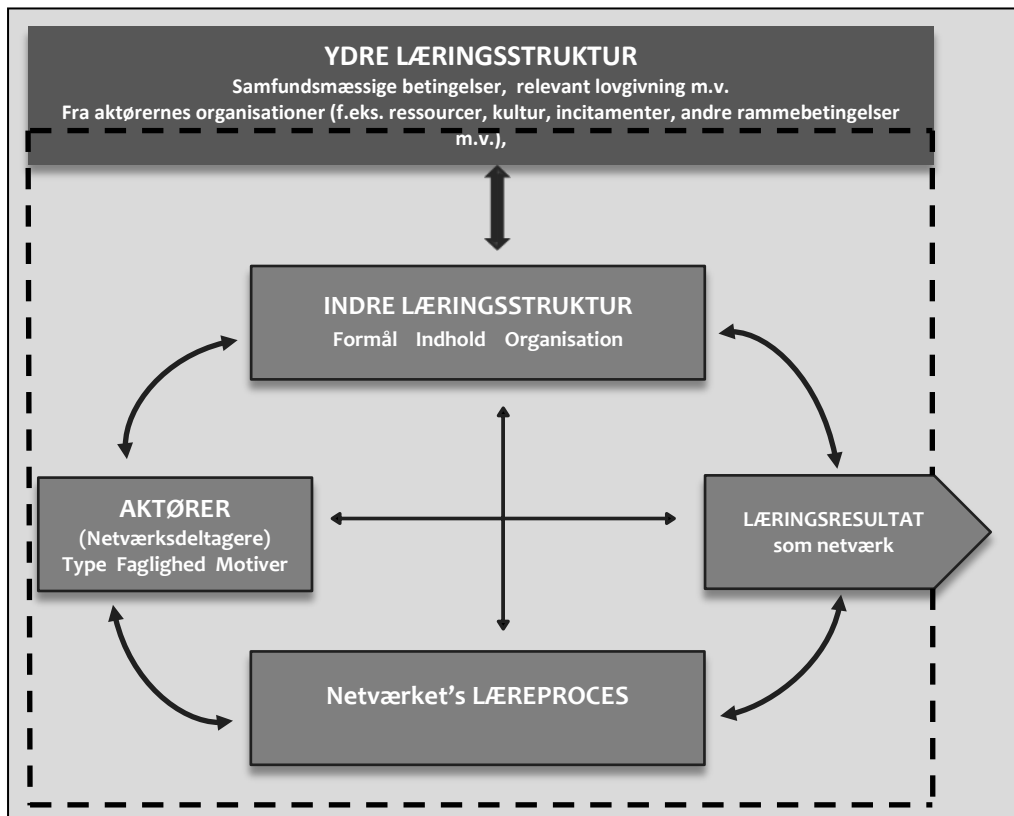 YDRE LÆRINGSSTRUKTUR
Samfundsmæssige betingelser, relevant lovgivning m.v.
Fra aktørernes organisationer (f.eks. ressourcer, kultur, incitamenter, andre rammebetingelser
m.v.),
INDRE LÆRINGSSTRUKTUR
Formål Indhold Organisation
AKTØRER
(Netværksdeltagere)
Type Faglighed Motiver
LÆRINGSRESULTAT
som netværk
Netværket's LÆREPROCES